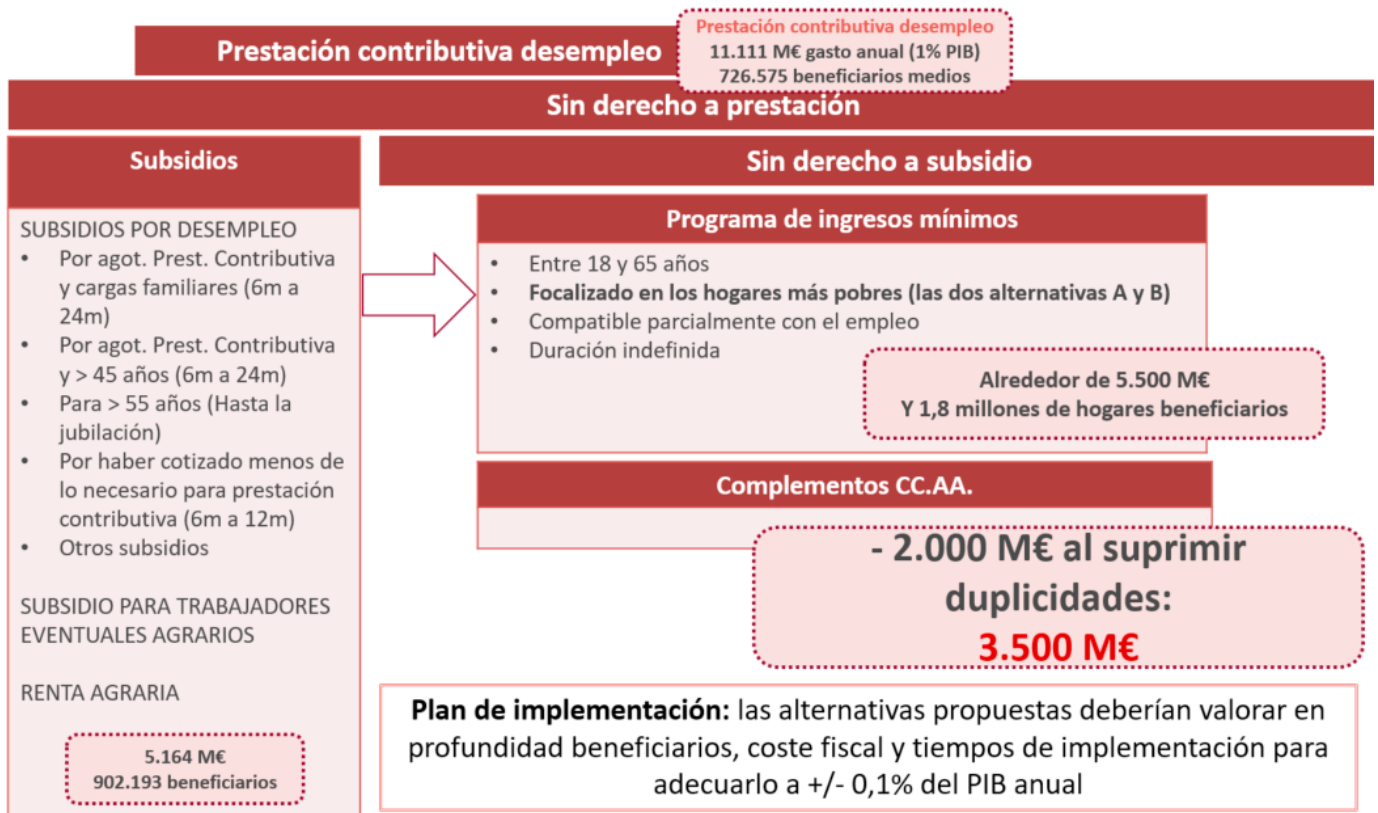 Prestación contributiva desempleo
Prestación contributiva desempleo
11.111 M€ gasto anual (1% PIB)
726.575 beneficiarios medios
Sin derecho a prestación
Subsidios
SUBSIDIOS POR DESEMPLEO
• Por agot. Prest. Contributiva
y cargas familiares (6m a
24m)
• Por agot. Prest. Contributiva
y > 45 años (6m a 24m)
• Para > 55 años (Hasta la
jubilación)
• Por haber cotizado menos de
lo necesario para prestación
contributiva (6m a 12m)
• Otros subsidios
SUBSIDIO PARA TRABAJADORES
EVENTUALES AGRARIOS
RENTA AGRARIA
5.164 M€
902.193 beneficiarios
Sin derecho a subsidio
Programa de ingresos mínimos
• Entre 18 y 65 años
• Focalizado en los hogares más pobres (las dos alternativas A y B)
• Compatible parcialmente con el empleo
• Duración indefinida
Alrededor de 5.500 M€
Y 1,8 millones de hogares beneficiarios
Complementos CC.AA.
- 2.000 M€ al suprimir
duplicidades:
3.500 M€
Plan de implementación: las alternativas propuestas deberían valorar en
profundidad beneficiarios, coste fiscal y tiempos de implementación para
adecuarlo a +/- 0,1% del PIB anual